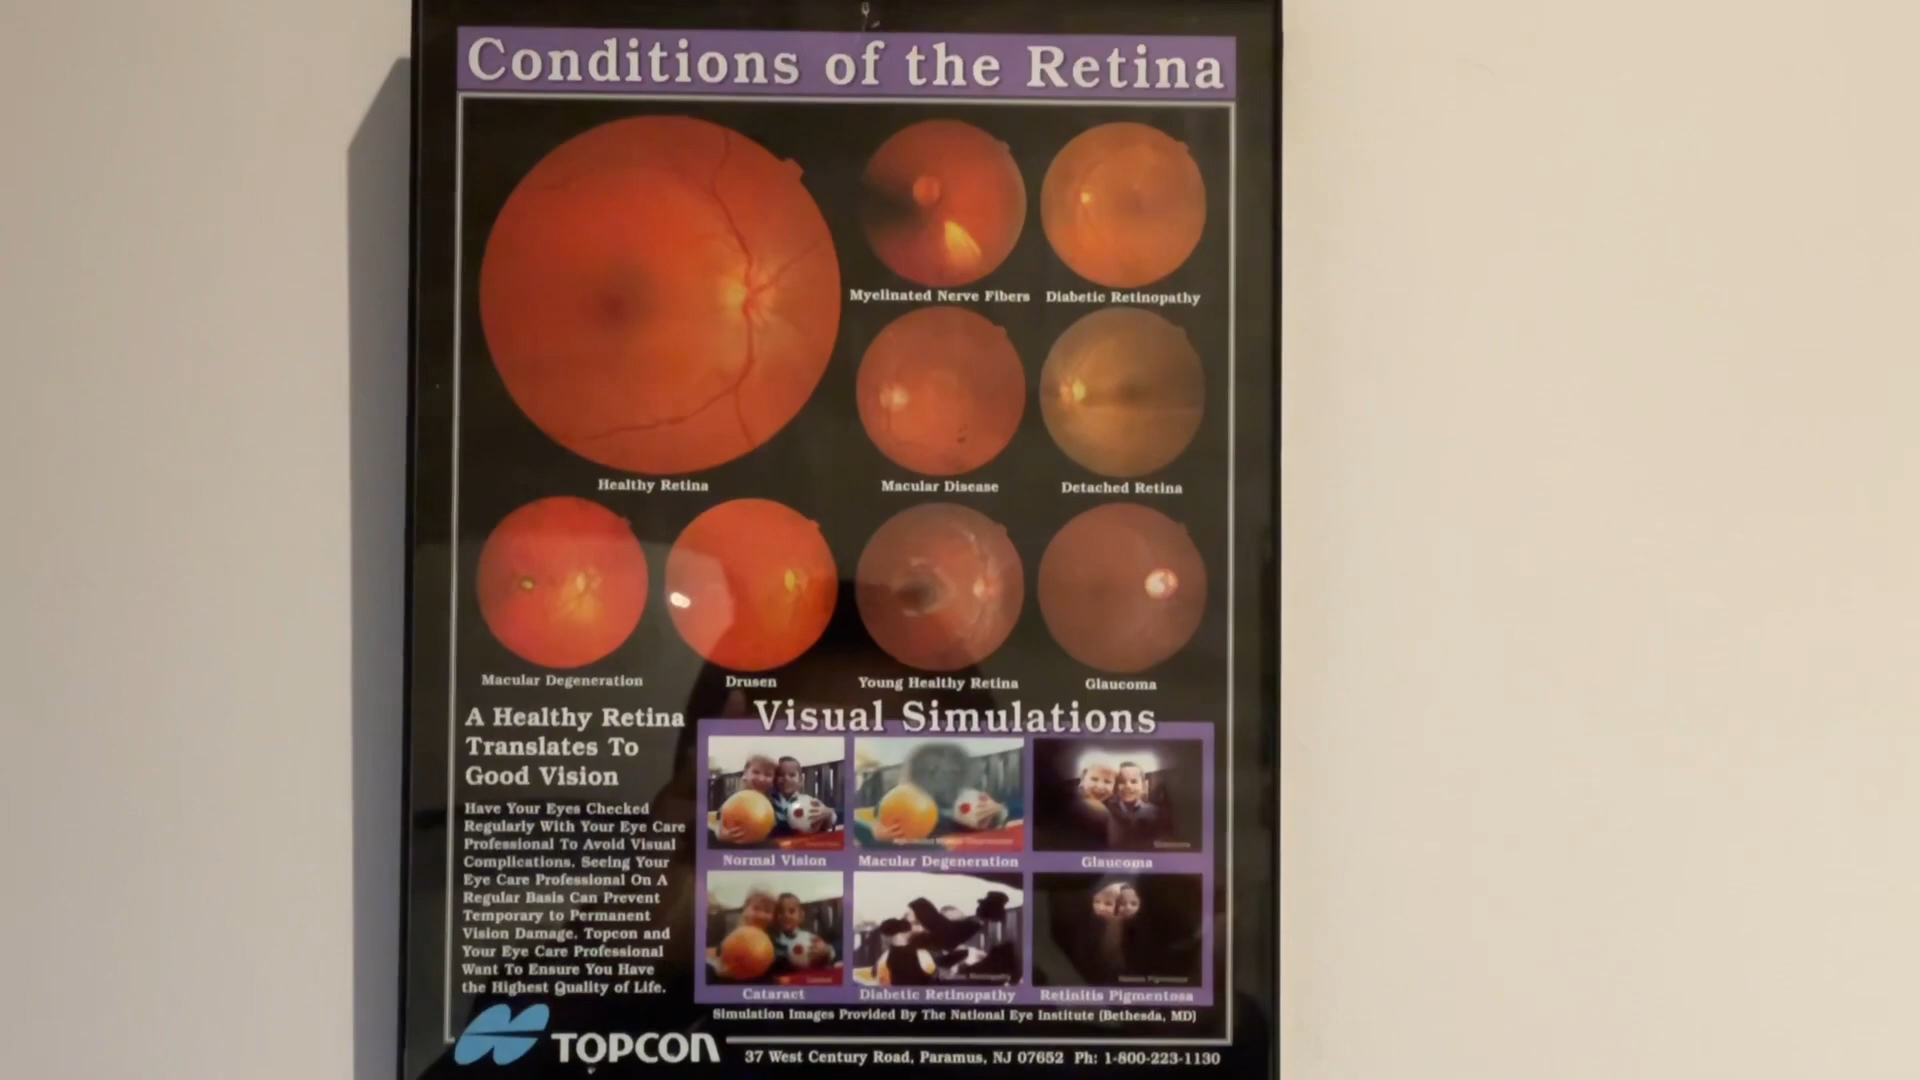 Conditions of the Retina
Healthy Retina
Myelinated Nerve Fibers
Diabetic Retinopathy
Macular Disease
Detached Retina
Macular Degeneration
Drusen
Young Healthy Retina
Glaucoma
A Healthy Retina
Translates To
Good Vision
Have Your Eyes Checked
Regularly With Your Eye Care
Professional To Avoid Visual
Complications. Seeing Your
Eye Care Professional On A
Regular Basis Can Prevent
Temporary to Permanent
Vision Damage. Topcon and
Your Eye Care Professional
Want To Ensure You Have
the Highest Quality of Life.
Visual Simulations
Normal Vision
Macular Degeneration
Glaucoma
Cataract
Diabetic Retinopathy
Retinitis Pigmentosa
Simulation Images Provided By The National Eye Institute (Bethesda, MD)
TOPCON
37 West Century Road, Paramus, NJ 07652 Ph: 1-800-223-1130